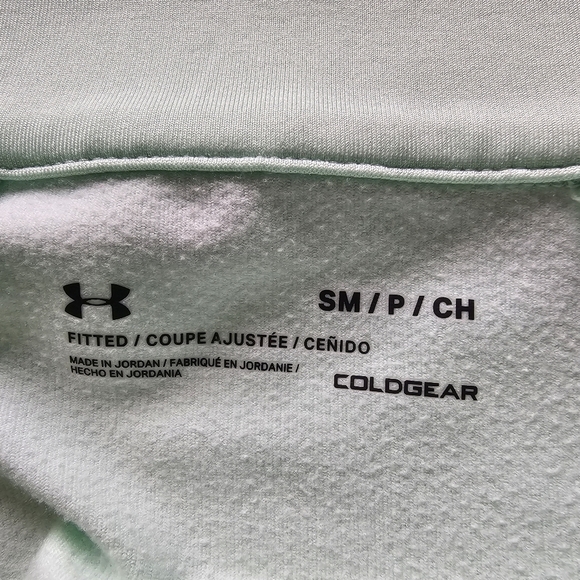 SM / P / CH
FITTED / COUPE AJUSTÉE / CEÑIDO
MADE IN JORDAN / FABRIQUÉ EN JORDANIE /
HECHO EN JORDANIA
COLDGEAR